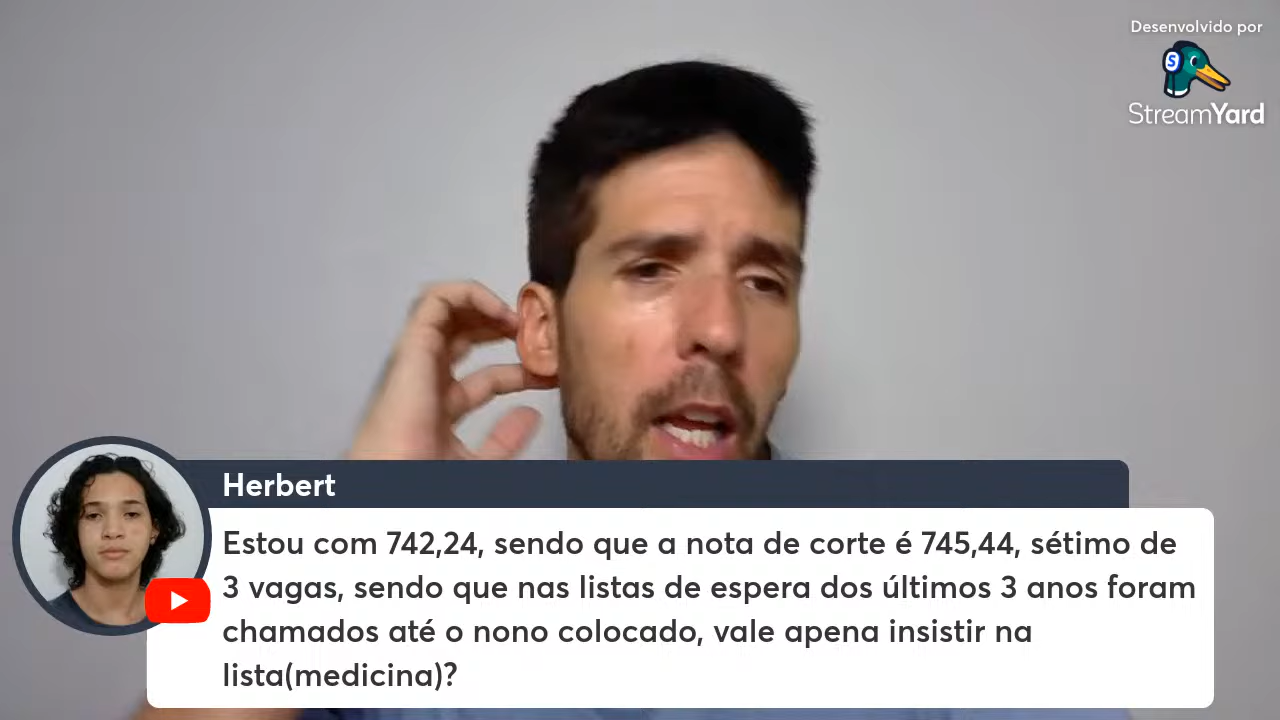 Desenvolvido por
S
StreamYard
Herbert
Estou com 742,24, sendo que a nota de corte é 745,44, sétimo de
3 vagas, sendo que nas listas de espera dos últimos 3 anos foram
chamados até o nono colocado, vale apena insistir na
lista(medicina)?